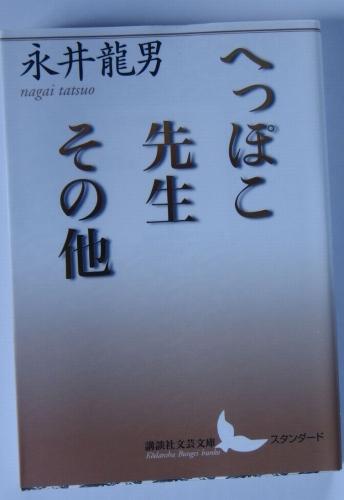 永井龍男
nagai tatsuo
へっぽこ
先生
その他
講談社文芸文庫
Kōdansha Bungei bunko
スタンダード